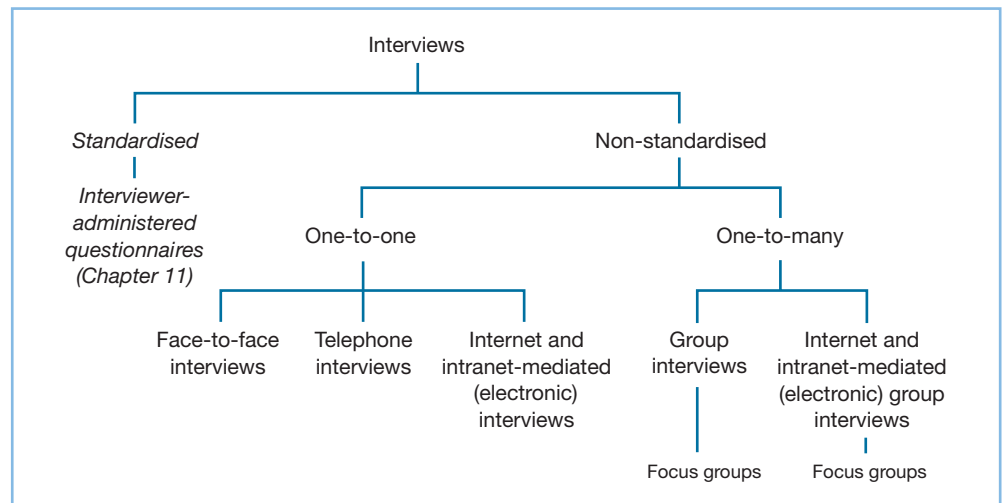 Interviews
Standardised
Non-standardised
Interviewer-
administered
questionnaires
(Chapter 11)
One-to-one
One-to-many
Face-to-face
interviews
Telephone
interviews
Internet and
intranet-mediated
(electronic)
interviews
Group
interviews
Internet and
intranet-mediated
(electronic) group
interviews
Focus groups
Focus groups